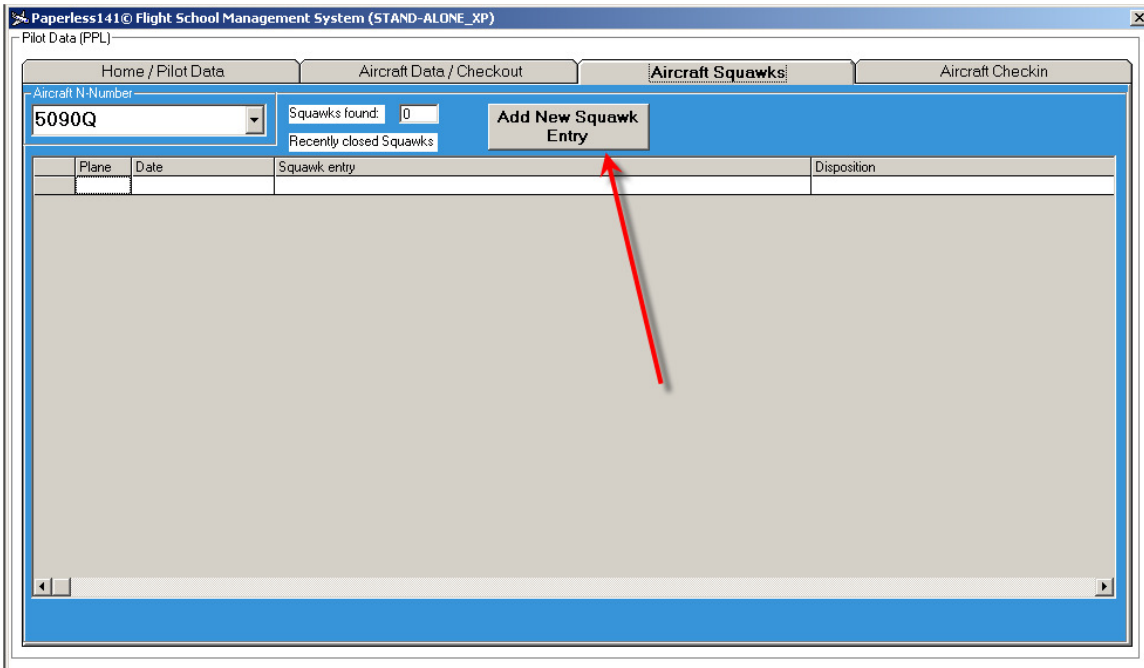 Paperless141© Flight School Management System (STAND-ALONE_XP)
Pilot Data (PPL)
Home / Pilot Data
Aircraft Data / Checkout
Aircraft Squawks
Aircraft Checkin
Aircraft N-Number
5090Q
Squawks found: 0
Recently closed Squawks
Add New Squawk
Entry
Plane Date Squawk entry Disposition